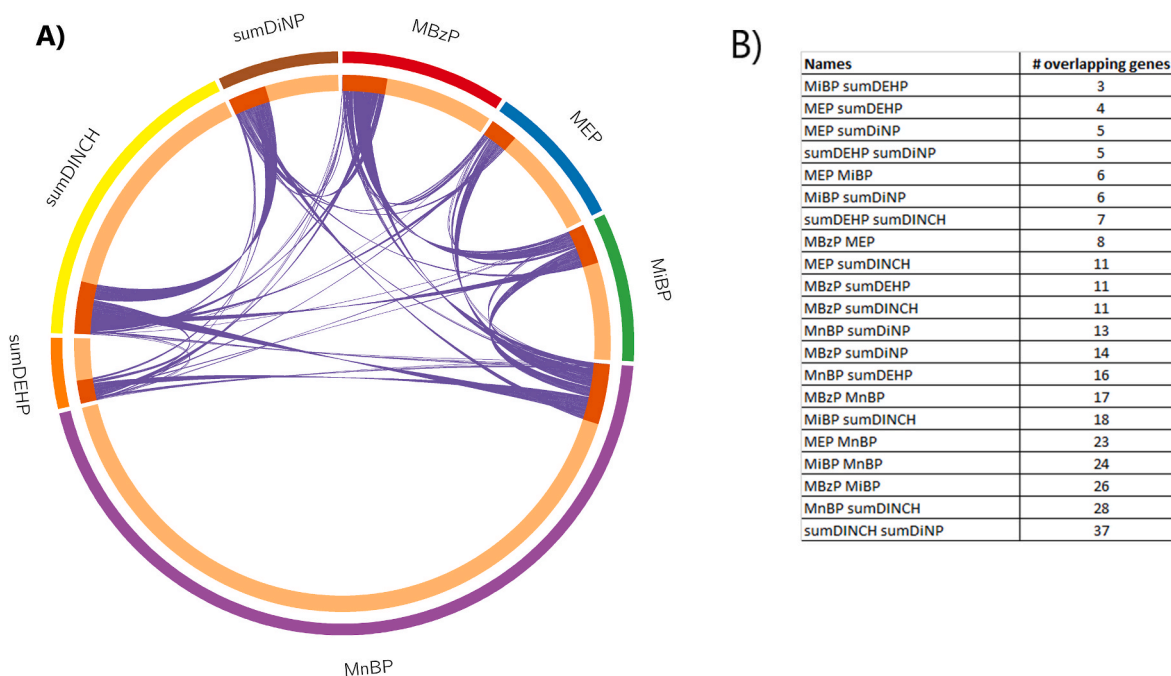 A)
sumDiNP
MBzP
MEP
MiBP
MnBP
sumDEHP
sumDINCH
B)
Names # overlapping genes
MiBP sumDEHP 3
MEP sumDEHP 4
MEP sumDiNP 5
sumDEHP sumDiNP 5
MEP MiBP 6
MiBP sumDiNP 6
sumDEHP sumDINCH 7
MBzP MEP 8
MEP sumDINCH 11
MBzP sumDEHP 11
MBzP sumDINCH 11
MnBP sumDiNP 13
MBzP sumDiNP 14
MnBP sumDEHP 16
MBzP MnBP 17
MiBP sumDINCH 18
MEP MnBP 23
MiBP MnBP 24
MBzP MiBP 26
MnBP sumDINCH 28
sumDINCH sumDiNP 37